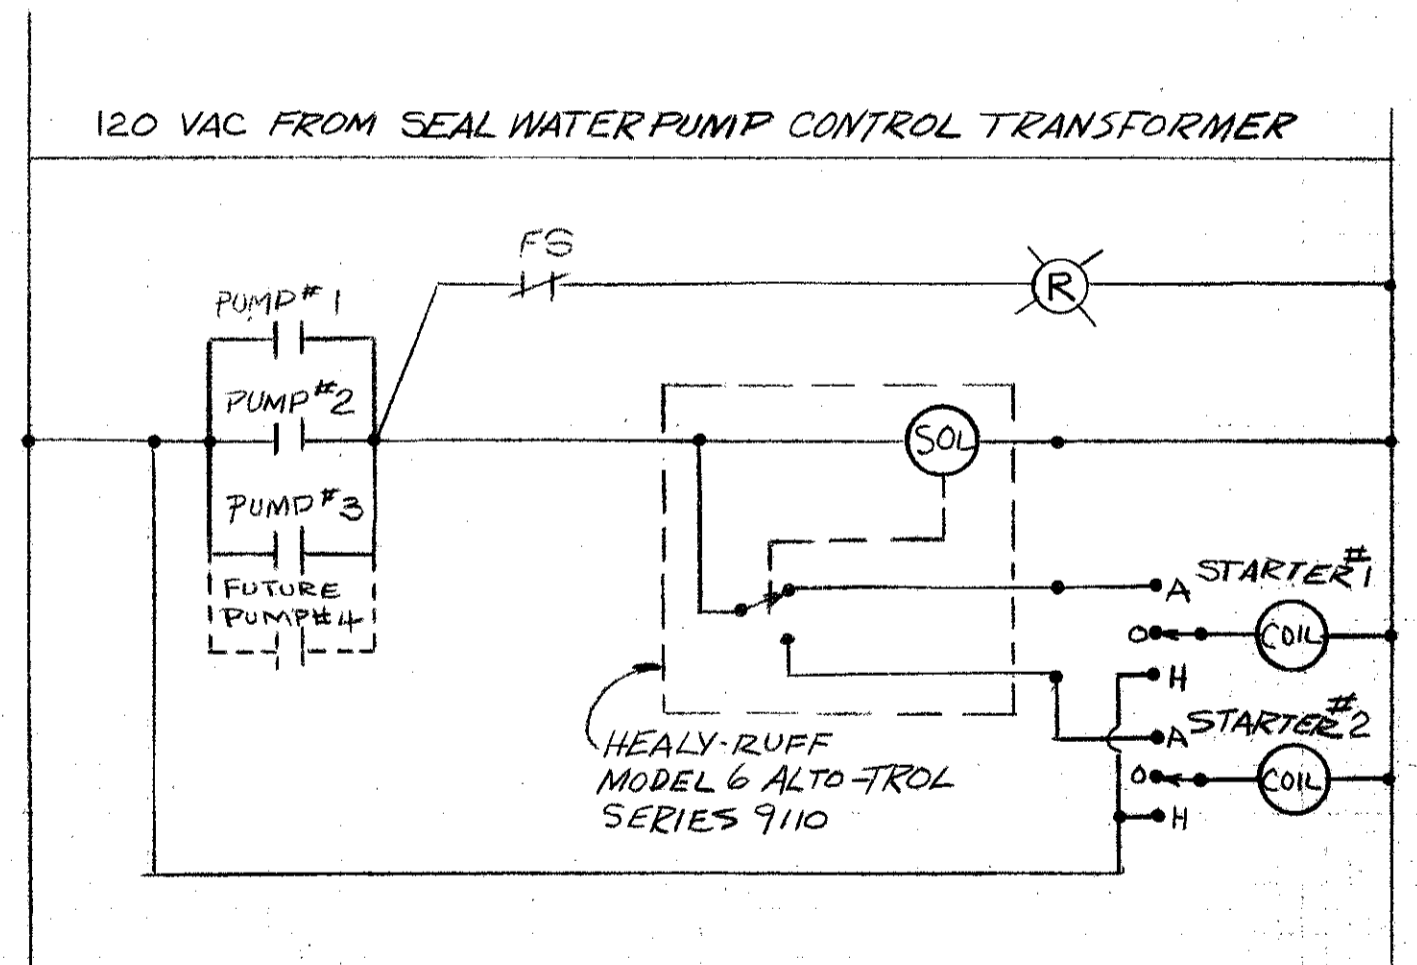 120 VAC FROM SEAL WATER PUMP CONTROL TRANSFORMER
FS
R
PUMP #1
PUMP #2
SOL
PUMP #3
FUTURE
PUMP #4
STARTER #1
A
O
COIL
H
STARTER #2
A
O
COIL
H
HEALY-RUFF
MODEL 6 ALTO-TROL
SERIES 9110